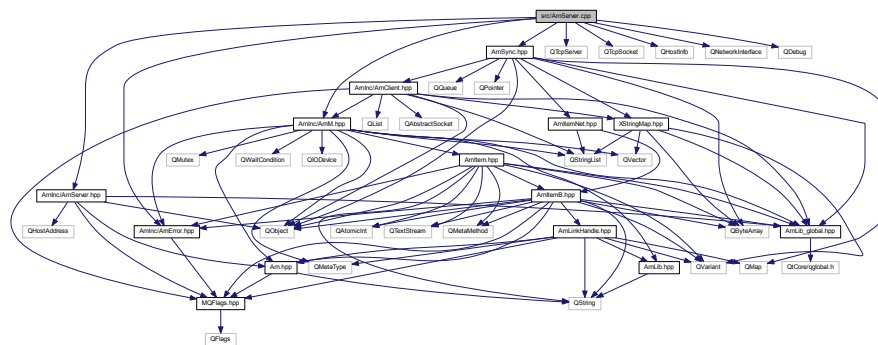 src/ArnServer.cpp
ArnSync.hpp
QTcpServer
QTcpSocket
QHostInfo
QNetworkInterface
QDebug
ArnInc/ArnClient.hpp
QQueue
QPointer
ArnInc/ArnM.hpp
QList
QAbstractSocket
ArnItemNet.hpp
XStringMap.hpp
QMutex
QWaitCondition
QIODevice
ArnItem.hpp
QStringList
QVector
ArnInc/ArnServer.hpp
ArnItemB.hpp
QHostAddress
ArnInc/ArnError.hpp
QObject
QAtomicInt
QTextStream
QMetaMethod
ArnLinkHandle.hpp
QByteArray
ArnLib_global.hpp
Arn.hpp
QMetaType
ArnLib.hpp
QVariant
QMap
QtCore/qglobal.h
MQFlags.hpp
QString
QFlags